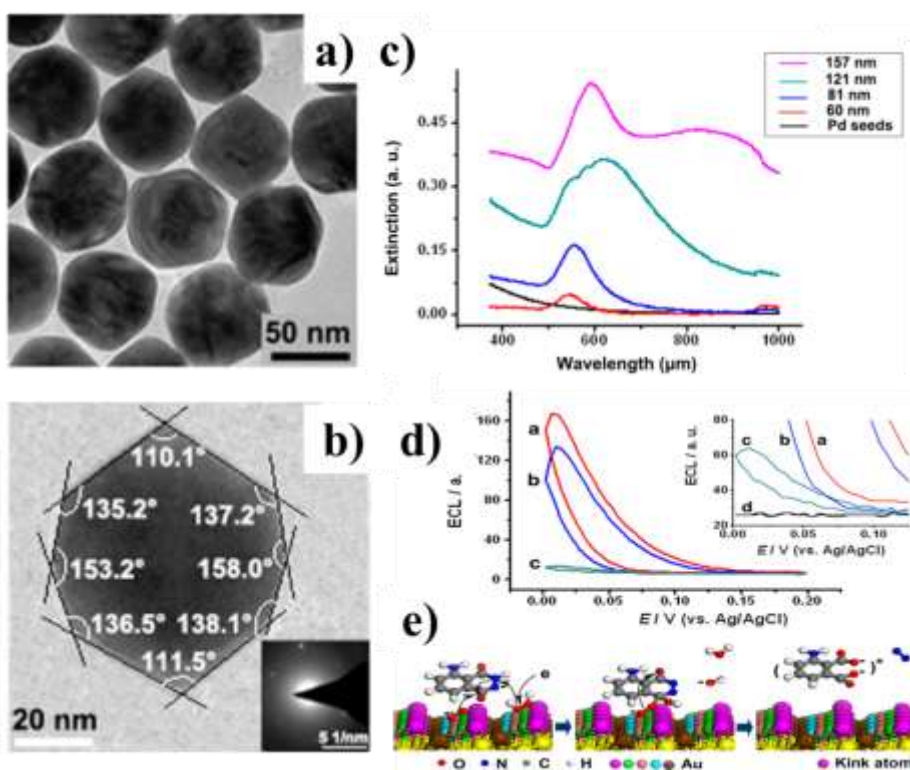 a)
50 nm
b)
110.1°
135.2°
137.2°
153.2°
158.0°
136.5°
138.1°
111.5°
20 nm
5 1/nm
c)
157 nm
121 nm
81 nm
60 nm
Pd seeds
Extinction (a. u.)
0.45
0.30
0.15
0.00
400
600
800
1000
Wavelength (μm)
d)
ECL / a.
160
120
80
40
0
a
b
c
0.00
0.05
0.10
0.15
0.20
E / V (vs. Ag/AgCl)
ECL / a. u.
80
60
40
20
c
b
a
d
0.00
0.05
0.10
E / V (vs. Ag/AgCl)
e)
e
( )*
O N C H Au Kink atom